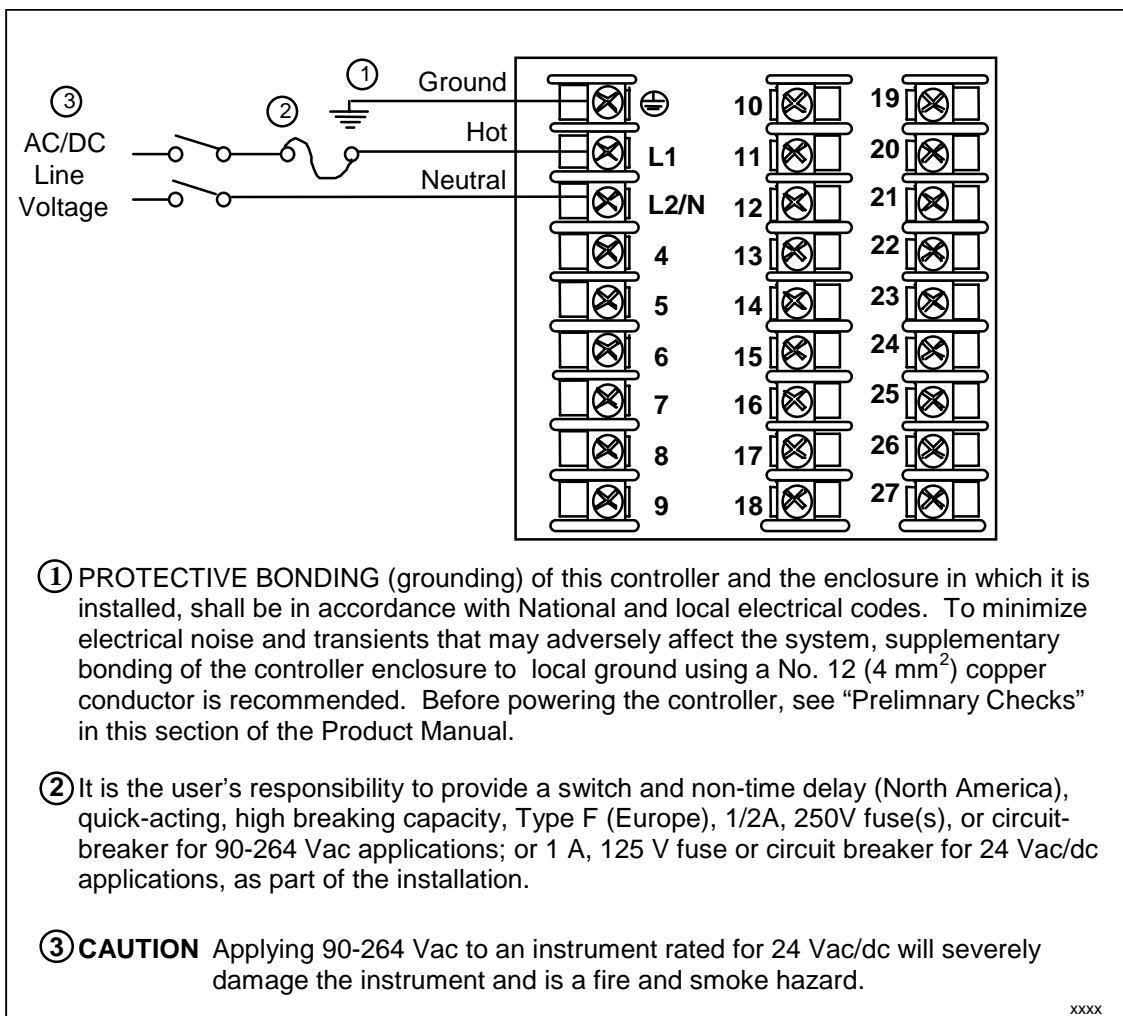 ① Ground
③ ②
AC/DC Hot
Line
Voltage Neutral
10 19
L1 11 20
L2/N 12 21
4 13 22
5 14 23
6 15 24
7 16 25
8 17 26
9 18 27
① PROTECTIVE BONDING (grounding) of this controller and the enclosure in which it is
installed, shall be in accordance with National and local electrical codes. To minimize
electrical noise and transients that may adversely affect the system, supplementary
bonding of the controller enclosure to local ground using a No. 12 (4 mm²) copper
conductor is recommended. Before powering the controller, see “Prelimnary Checks”
in this section of the Product Manual.
② It is the user’s responsibility to provide a switch and non-time delay (North America),
quick-acting, high breaking capacity, Type F (Europe), 1/2A, 250V fuse(s), or circuit-
breaker for 90-264 Vac applications; or 1 A, 125 V fuse or circuit breaker for 24 Vac/dc
applications, as part of the installation.
③ CAUTION Applying 90-264 Vac to an instrument rated for 24 Vac/dc will severely
damage the instrument and is a fire and smoke hazard.
xxxx